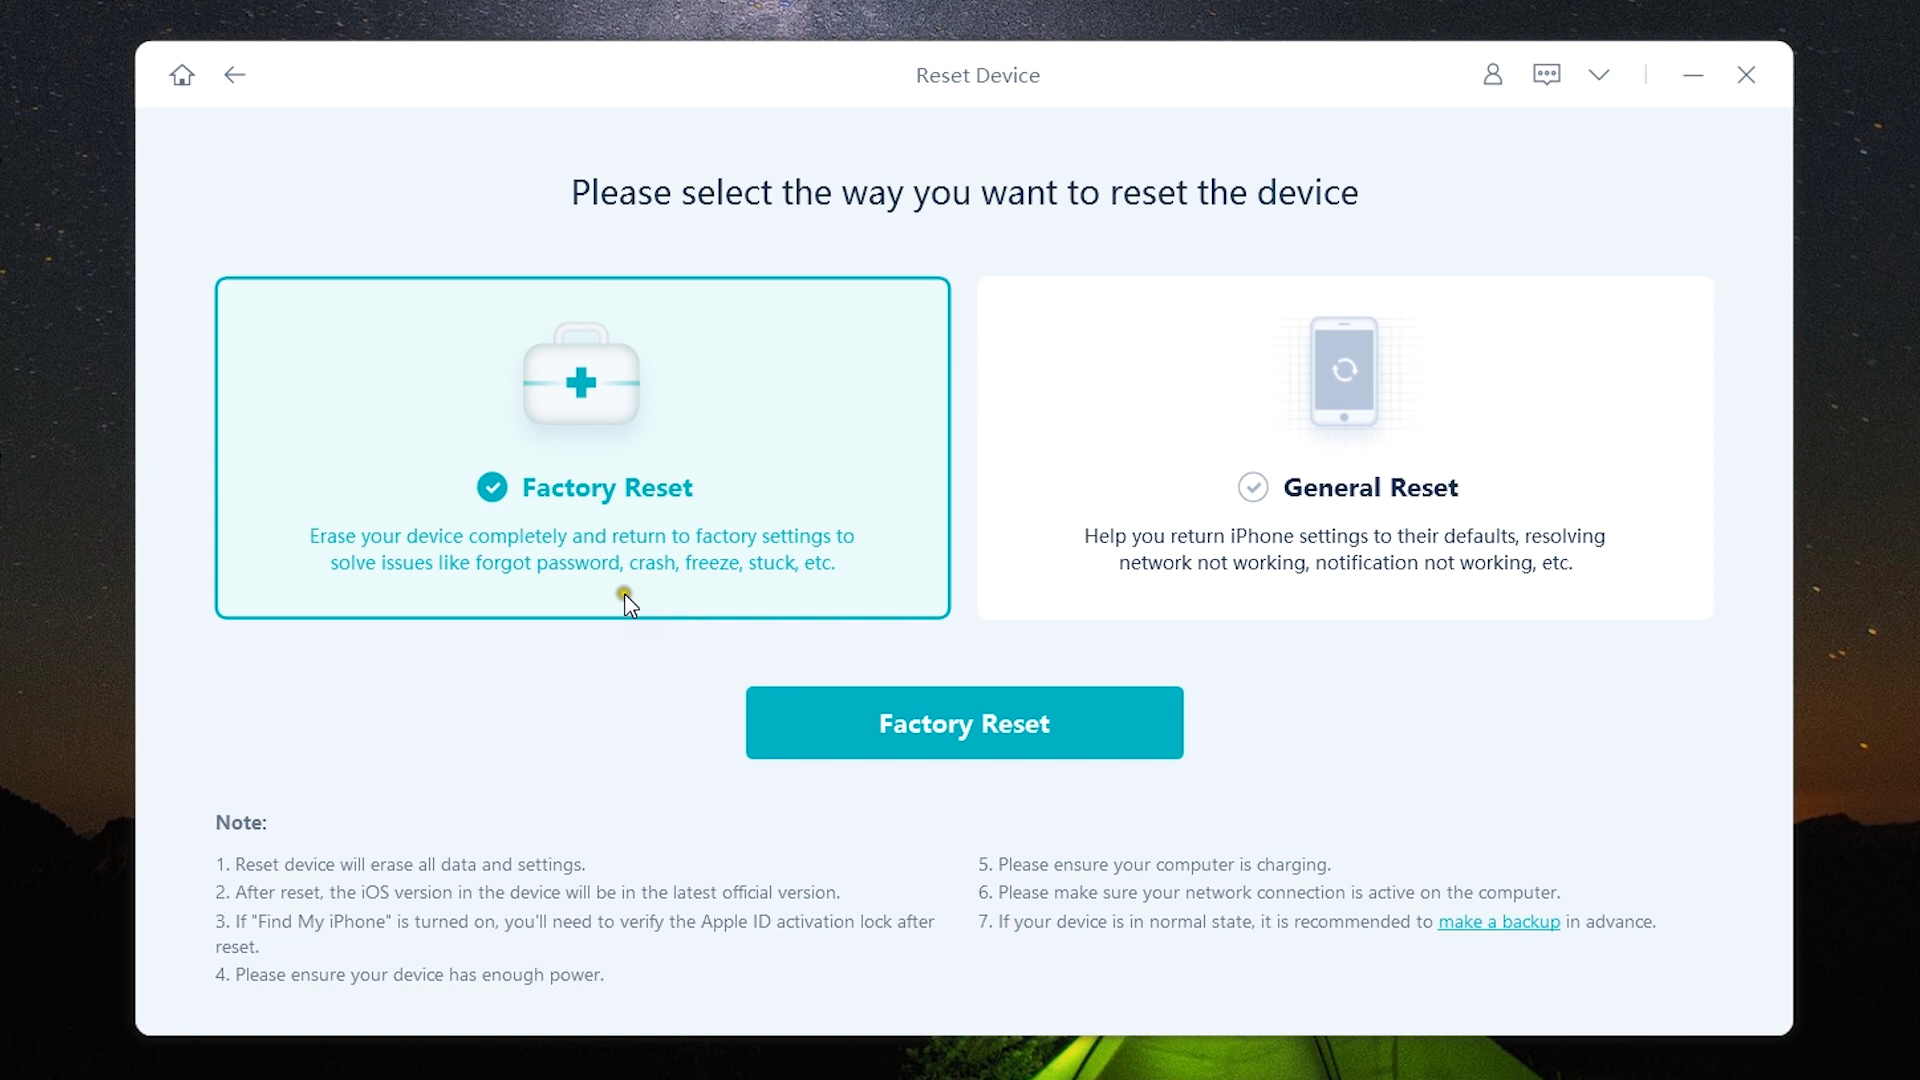 Reset Device
Please select the way you want to reset the device
Factory Reset
Erase your device completely and return to factory settings to
solve issues like forgot password, crash, freeze, stuck, etc.
General Reset
Help you return iPhone settings to their defaults, resolving
network not working, notification not working, etc.
Factory Reset
Note:
1. Reset device will erase all data and settings.
2. After reset, the iOS version in the device will be in the latest official version.
3. If "Find My iPhone" is turned on, you'll need to verify the Apple ID activation lock after
reset.
4. Please ensure your device has enough power.
5. Please ensure your computer is charging.
6. Please make sure your network connection is active on the computer.
7. If your device is in normal state, it is recommended to make a backup in advance.